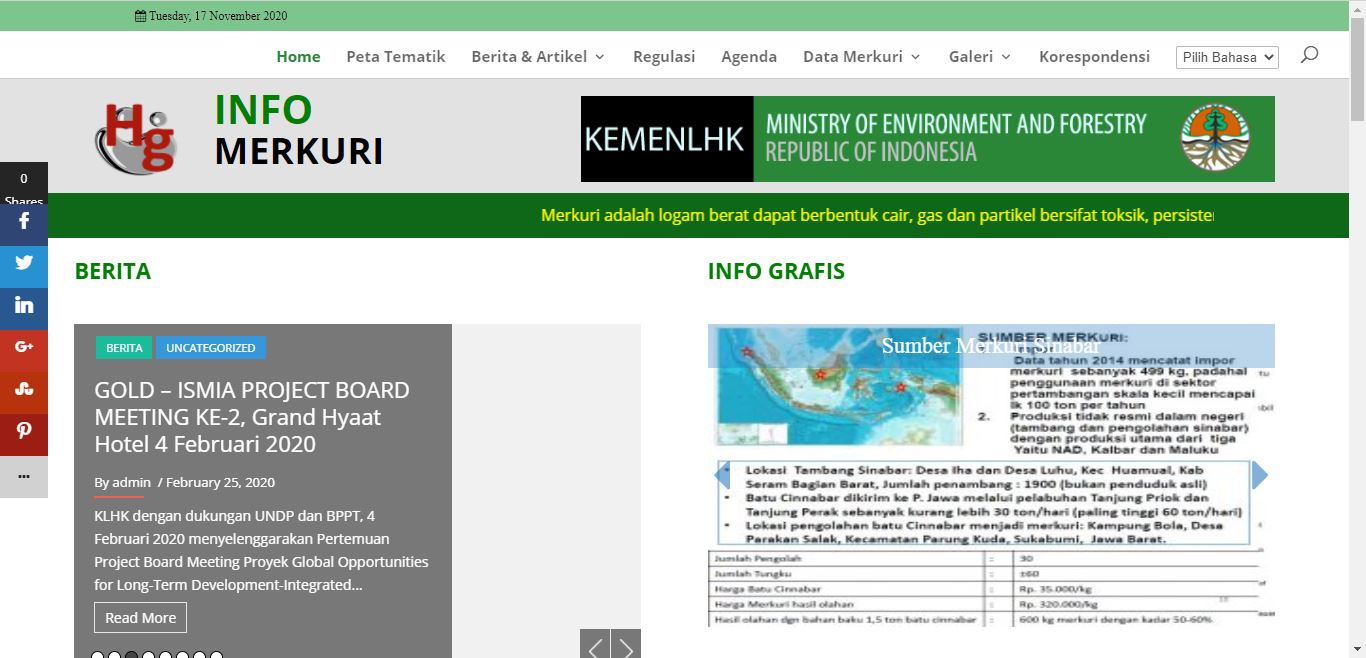 Tuesday, 17 November 2020
Home Peta Tematik Berita & Artikel Regulasi Agenda Data Merkuri Galeri Korespondensi Pilih Bahasa
Hg
INFO
MERKURI
KEMENLHK
MINISTRY OF ENVIRONMENT AND FORESTRY
REPUBLIC OF INDONESIA
0
Shares
Merkuri adalah logam berat dapat berbentuk cair, gas dan partikel bersifat toksik,
BERITA
BERITA UNCATEGORIZED
GOLD – ISMIA PROJECT BOARD
MEETING KE-2, Grand Hyaat
Hotel 4 Februari 2020
By admin / February 25, 2020
KLHK dengan dukungan UNDP dan BPPT, 4
Februari 2020 menyelenggarakan Pertemuan
Project Board Meeting Proyek Global Opportunities
for Long-Term Development-Integrated...
Read More
INFO GRAFIS
SUMBER MERKURI:
Sumber Merkuri Sinabar
Data tahun 2014 mencatat impor
merkuri sebanyak 499 kg, padahal
penggunaan merkuri di sektor
pertambangan skala kecil mencapai
lk 100 ton per tahun
2. Produksi tidak resmi dalam negeri
(tambang dan pengolahan sinabar)
dengan produksi utama dari tiga
Yaitu NAD, Kalbar dan Maluku
• Lokasi Tambang Sinabar: Desa Iha dan Desa Luhu, Kec Huamual, Kab
Seram Bagian Barat, Jumlah penambang : 1900 (bukan penduduk asli)
• Batu Cinnabar dikirim ke P. Jawa melalui pelabuhan Tanjung Priok dan
Tanjung Perak sebanyak kurang lebih 30 ton/hari (paling tinggi 60 ton/hari)
• Lokasi pengolahan batu Cinnabar menjadi merkuri: Kampung Bola, Desa
Parakan Salak, Kecamatan Parung Kuda, Sukabumi, Jawa Barat.
Jumlah Pengolah : 30
Jumlah Tungku : ±60
Harga Batu Cinnabar : Rp. 35.000/kg
Harga Merkuri hasil olahan : Rp. 320.000/kg
Hasil olahan dgn bahan baku 1,5 ton batu cinnabar : 600 kg merkuri dengan kadar 50-60%